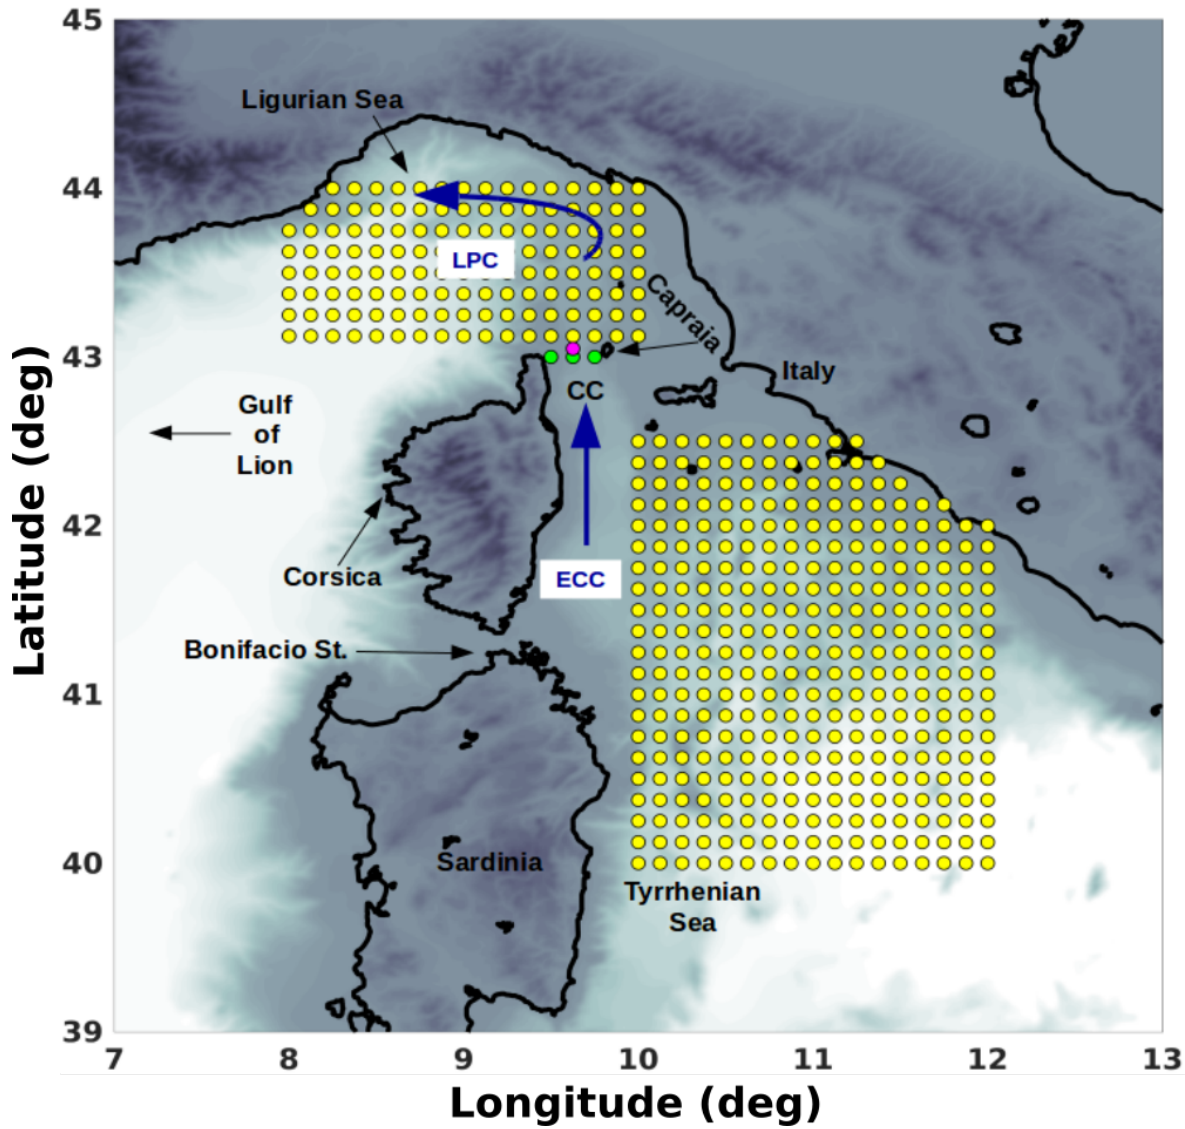 45
Ligurian Sea
44
LPC
Capraia
43
Italy
CC
Gulf
of
Lion
42
Corsica
ECC
Bonifacio St.
41
40
Sardinia
Tyrrhenian
Sea
39
7 8 9 10 11 12 13
Latitude (deg)
Longitude (deg)